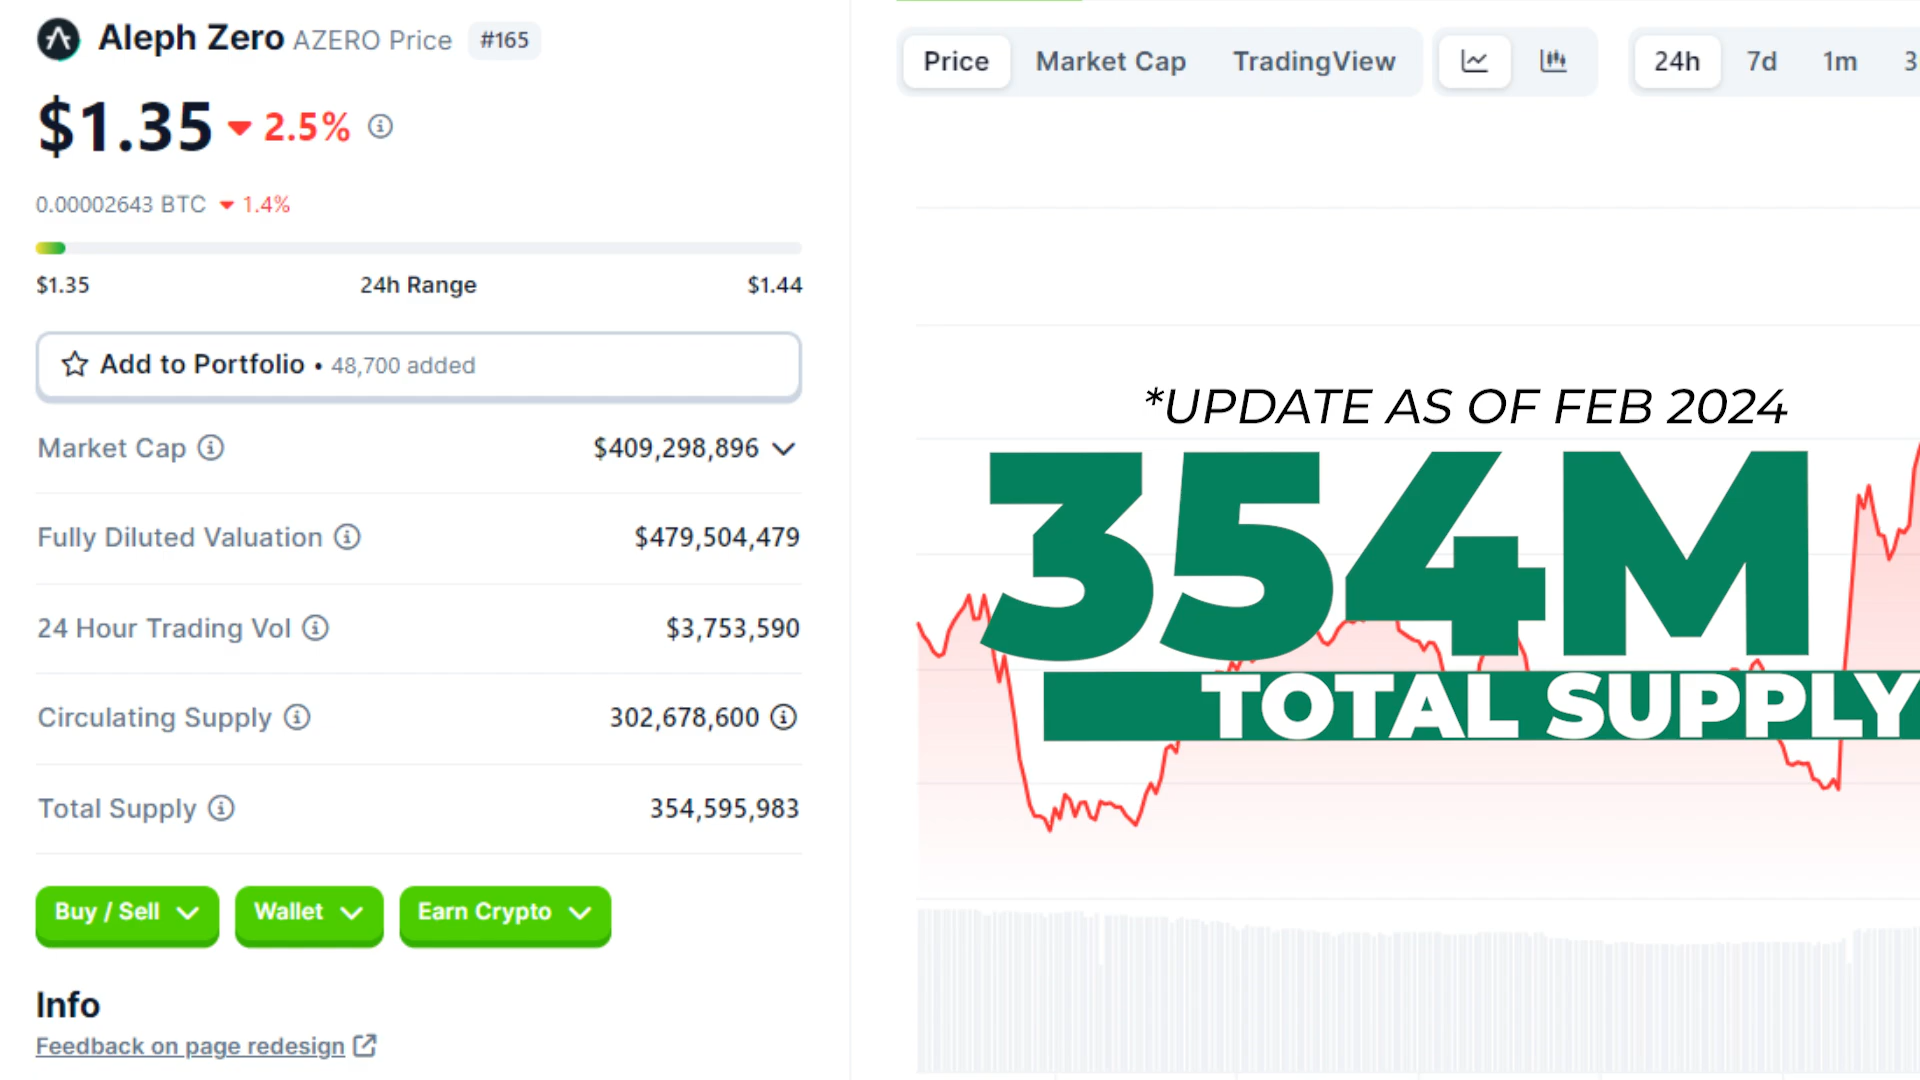 Aleph Zero AZERO Price #165
$1.35 2.5%
0.00002643 BTC 1.4%
$1.35 24h Range $1.44
Add to Portfolio • 48,700 added
Market Cap $409,298,896
Fully Diluted Valuation $479,504,479
24 Hour Trading Vol $3,753,590
Circulating Supply 302,678,600
Total Supply 354,595,983
Buy / Sell Wallet Earn Crypto
Info
Feedback on page redesign
Price Market Cap TradingView 24h 7d 1m 3
*UPDATE AS OF FEB 2024
354M
TOTAL SUPPLY